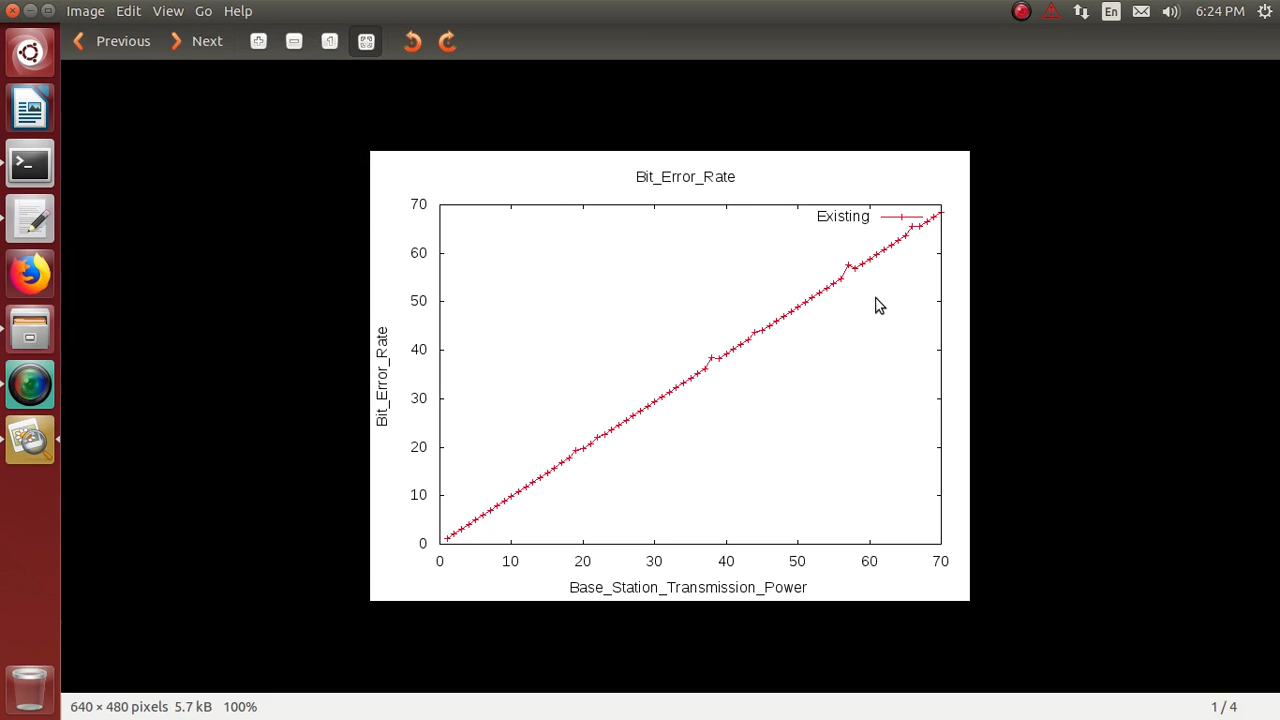 Image Edit View Go Help
En 6:24 PM
Previous Next
Bit_Error_Rate
Existing
70
60
50
40
30
20
10
0
Bit_Error_Rate
0 10 20 30 40 50 60 70
Base_Station_Transmission_Power
640 × 480 pixels 5.7 kB 100%
1 / 4